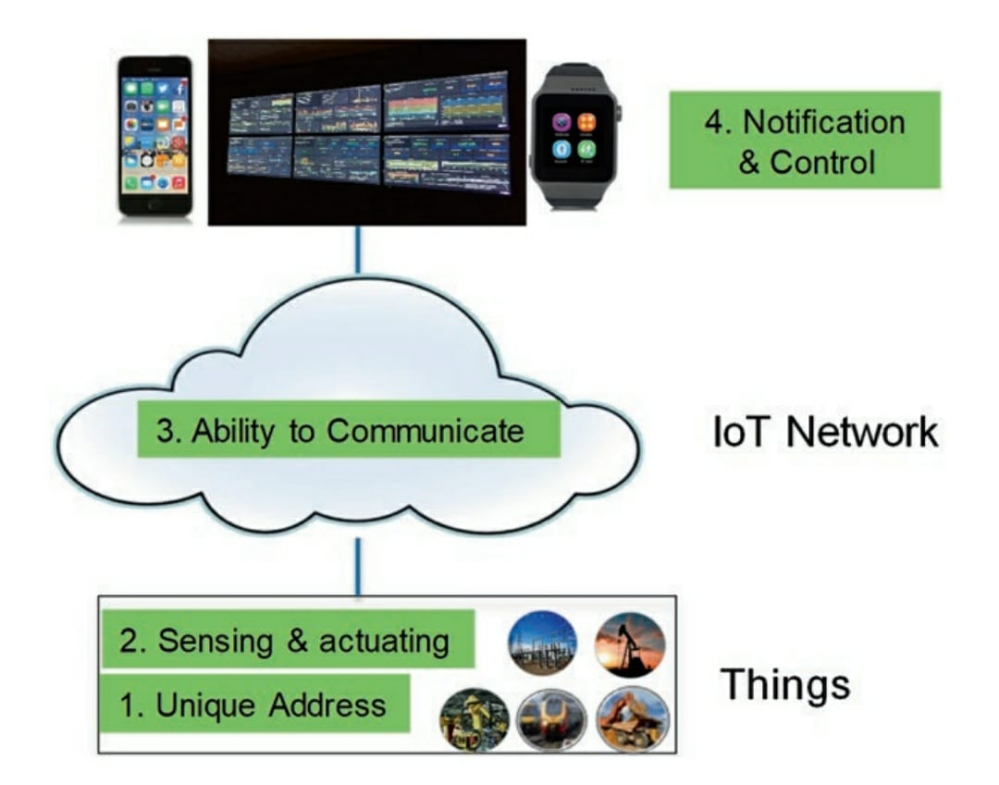 4. Notification
& Control
3. Ability to Communicate
IoT Network
2. Sensing & actuating
1. Unique Address
Things